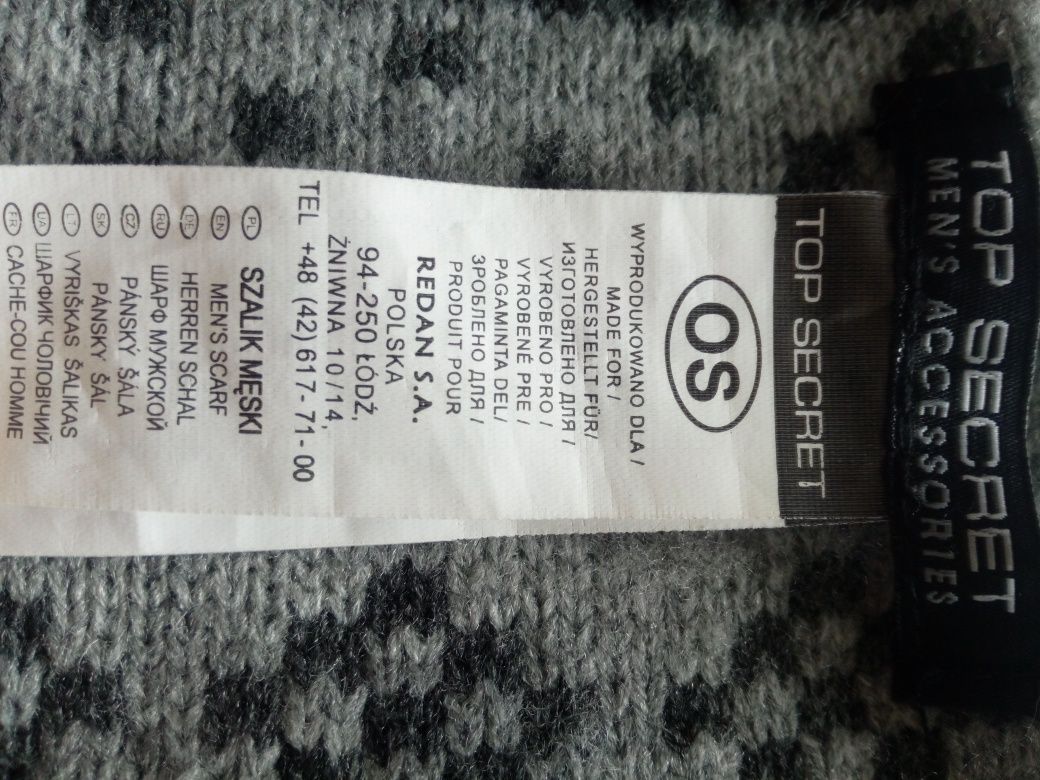 TOP SECRET
MEN'S ACCESSORIES
TOP SECRET
OS
WYPRODUKOWANO DLA /
MADE FOR /
HERGESTELLT FÜR/
ИЗГОТОВЛЕНО ДЛЯ /
VYROBENO PRO /
VYROBENÉ PRE /
PAGAMINTA DEL/
ЗРОБЛЕНО ДЛЯ /
PRODUIT POUR
REDAN S.A.
POLSKA
94-250 ŁÓDŹ,
ŻNIWNA 10/14,
TEL +48 (42) 617-71-00
PL SZALIK MĘSKI
EN MEN'S SCARF
DE HERREN SCHAL
RU ШАРФ МУЖСКОЙ
CZ PÁNSKÝ ŠÁLA
SK PÁNSKY ŠÁL
LT VYRIŠKAS ŠALIKAS
UA ШАРФИК ЧОЛОВІЧИЙ
FR CACHE-COU HOMME